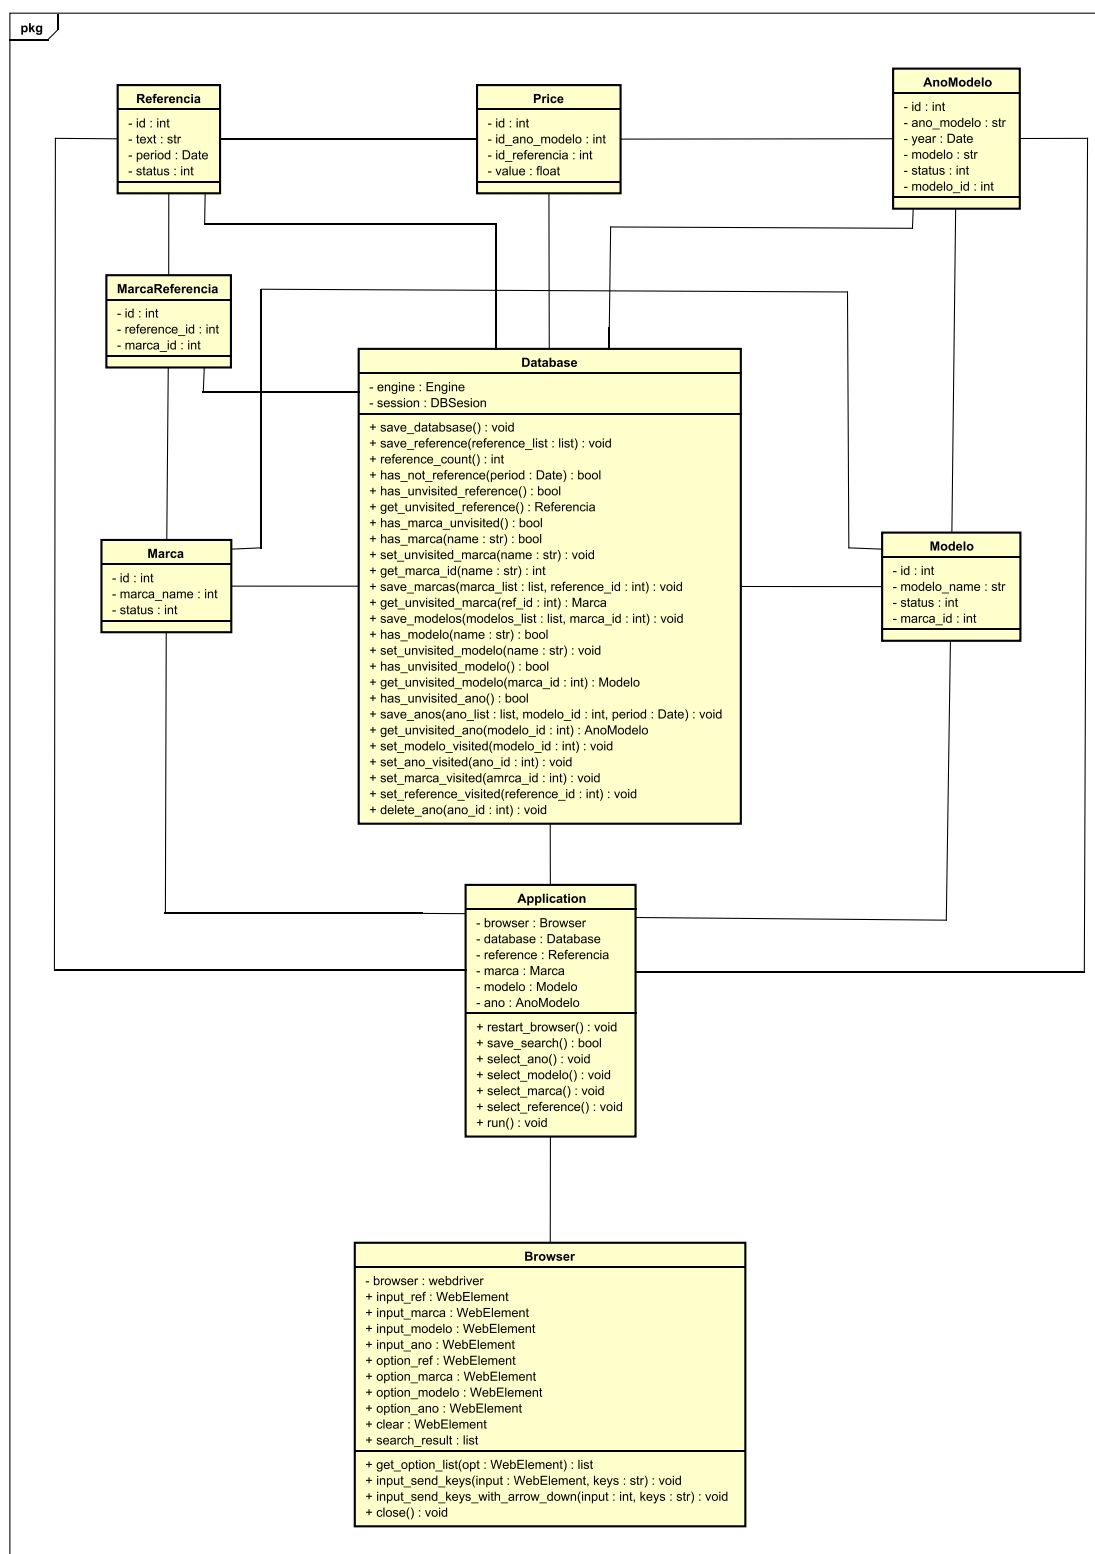 pkg
Referencia
- id : int
- text : str
- period : Date
- status : int
Price
- id : int
- id_ano_modelo : int
- id_referencia : int
- value : float
AnoModelo
- id : int
- ano_modelo : str
- year : Date
- modelo : str
- status : int
- modelo_id : int
MarcaReferencia
- id : int
- reference_id : int
- marca_id : int
Database
- engine : Engine
- session : DBSesion
+ save_databsase() : void
+ save_reference(reference_list : list) : void
+ reference_count() : int
+ has_not_reference(period : Date) : bool
+ has_unvisited_reference() : bool
+ get_unvisited_reference() : Referencia
+ has_marca_unvisited() : bool
+ has_marca(name : str) : bool
+ set_unvisited_marca(name : str) : void
+ get_marca_id(name : str) : int
+ save_marcas(marca_list : list, reference_id : int) : void
+ get_unvisited_marca(ref_id : int) : Marca
+ save_modelos(modelos_list : list, marca_id : int) : void
+ has_modelo(name : str) : bool
+ set_unvisited_modelo(name : str) : void
+ has_unvisited_modelo() : bool
+ get_unvisited_modelo(marca_id : int) : Modelo
+ has_unvisited_ano() : bool
+ save_anos(ano_list : list, modelo_id : int, period : Date) : void
+ get_unvisited_ano(modelo_id : int) : AnoModelo
+ set_modelo_visited(modelo_id : int) : void
+ set_ano_visited(ano_id : int) : void
+ set_marca_visited(amrca_id : int) : void
+ set_reference_visited(reference_id : int) : void
+ delete_ano(ano_id : int) : void
Marca
- id : int
- marca_name : int
- status : int
Modelo
- id : int
- modelo_name : str
- status : int
- marca_id : int
Application
- browser : Browser
- database : Database
- reference : Referencia
- marca : Marca
- modelo : Modelo
- ano : AnoModelo
+ restart_browser() : void
+ save_search() : bool
+ select_ano() : void
+ select_modelo() : void
+ select_marca() : void
+ select_reference() : void
+ run() : void
Browser
- browser : webdriver
+ input_ref : WebElement
+ input_marca : WebElement
+ input_modelo : WebElement
+ input_ano : WebElement
+ option_ref : WebElement
+ option_marca : WebElement
+ option_modelo : WebElement
+ option_ano : WebElement
+ clear : WebElement
+ search_result : list
+ get_option_list(opt : WebElement) : list
+ input_send_keys(input : WebElement, keys : str) : void
+ input_send_keys_with_arrow_down(input : int, keys : str) : void
+ close() : void